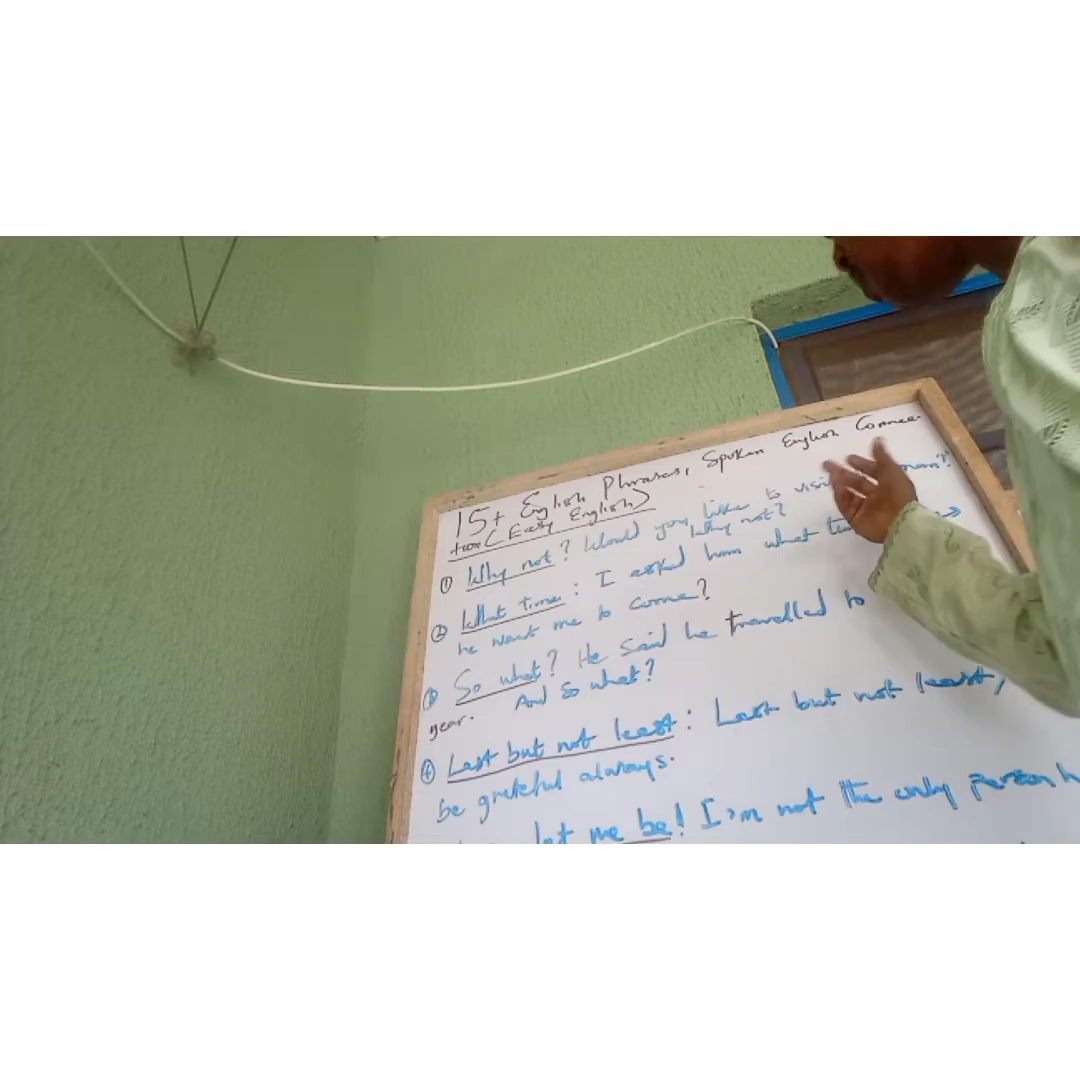 15+ English Phrases, Spoken English Connec-
tion (Easy English)
① Why not? Would you like to visit mom?
Why not?
② What time: I asked him what
he want me to come?
③ So what? He said he travelled to
year. And so what?
④ Last but not least: Last but not least,
be grateful always.
let me be! I'm not the only person